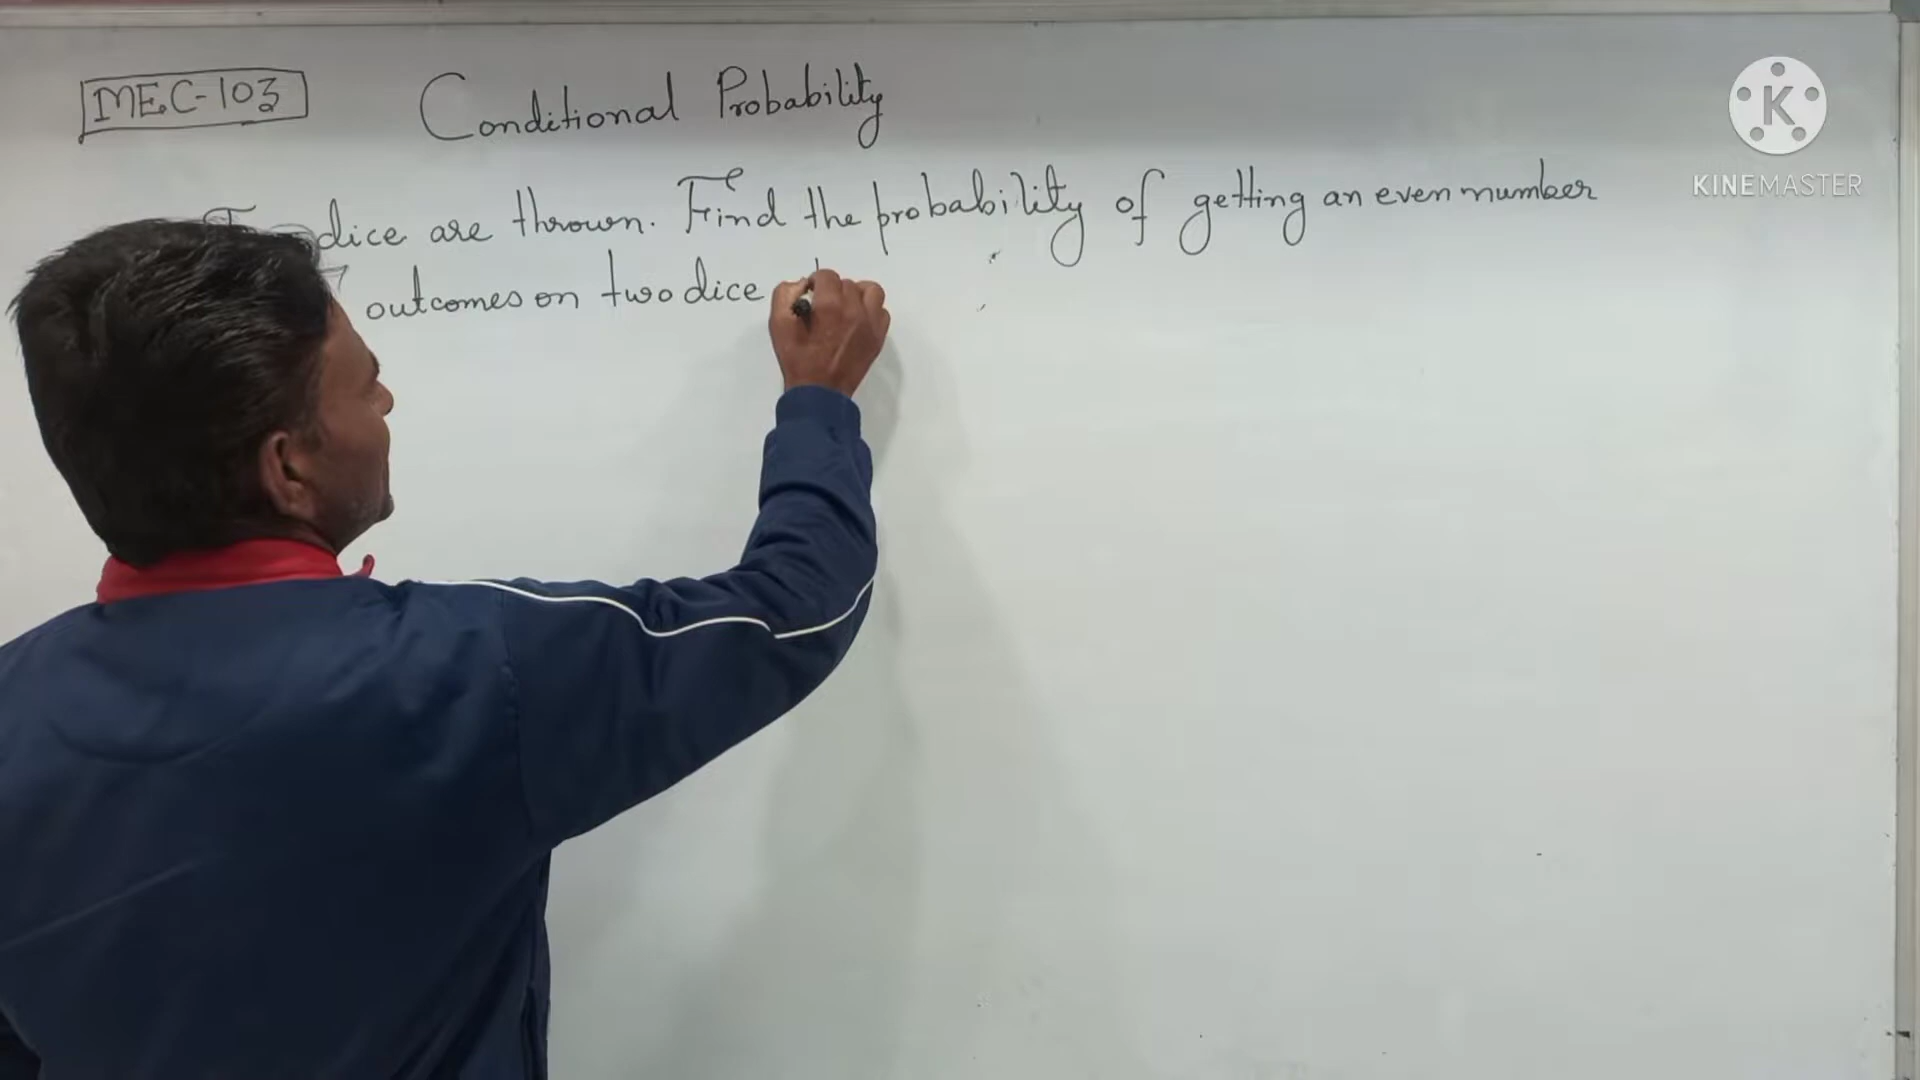 MEC-103
Conditional Probability
dice are thrown. Find the probability of getting an even number
outcomes on two dice
K
KINEMASTER